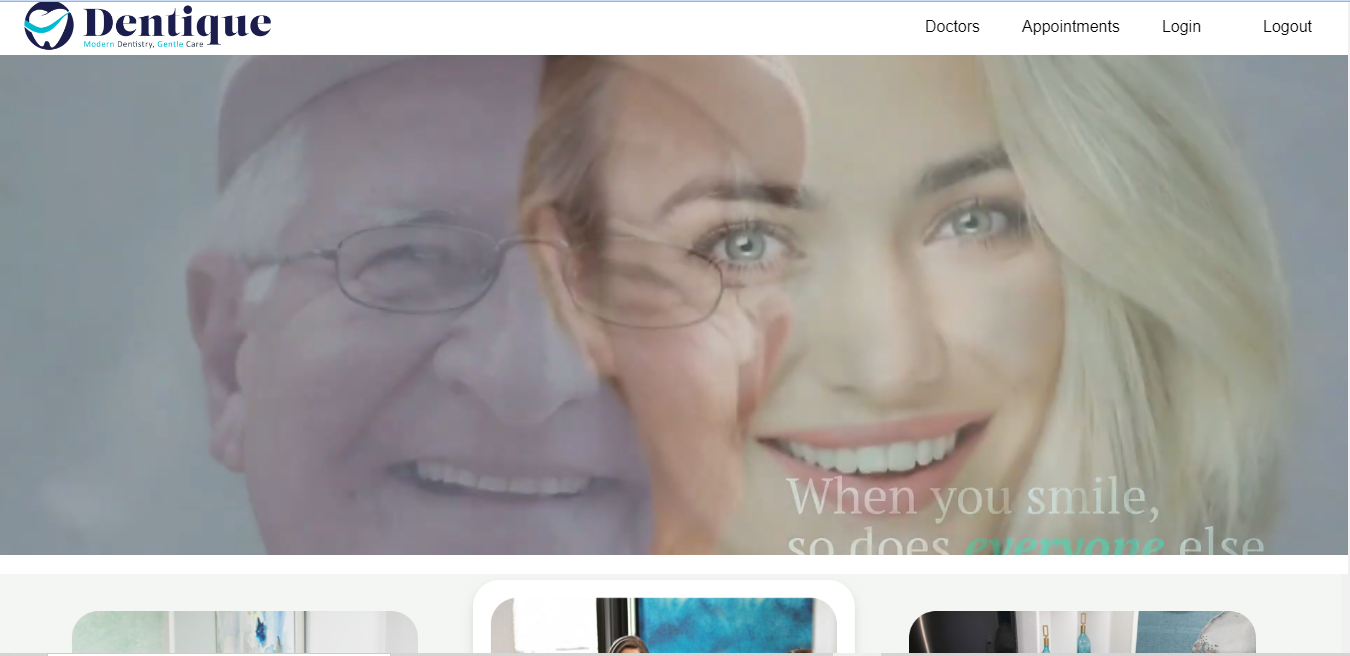 Dentique
Modern Dentistry, Gentle Care
Doctors
Appointments
Login
Logout
When you smile,
so does everyone else